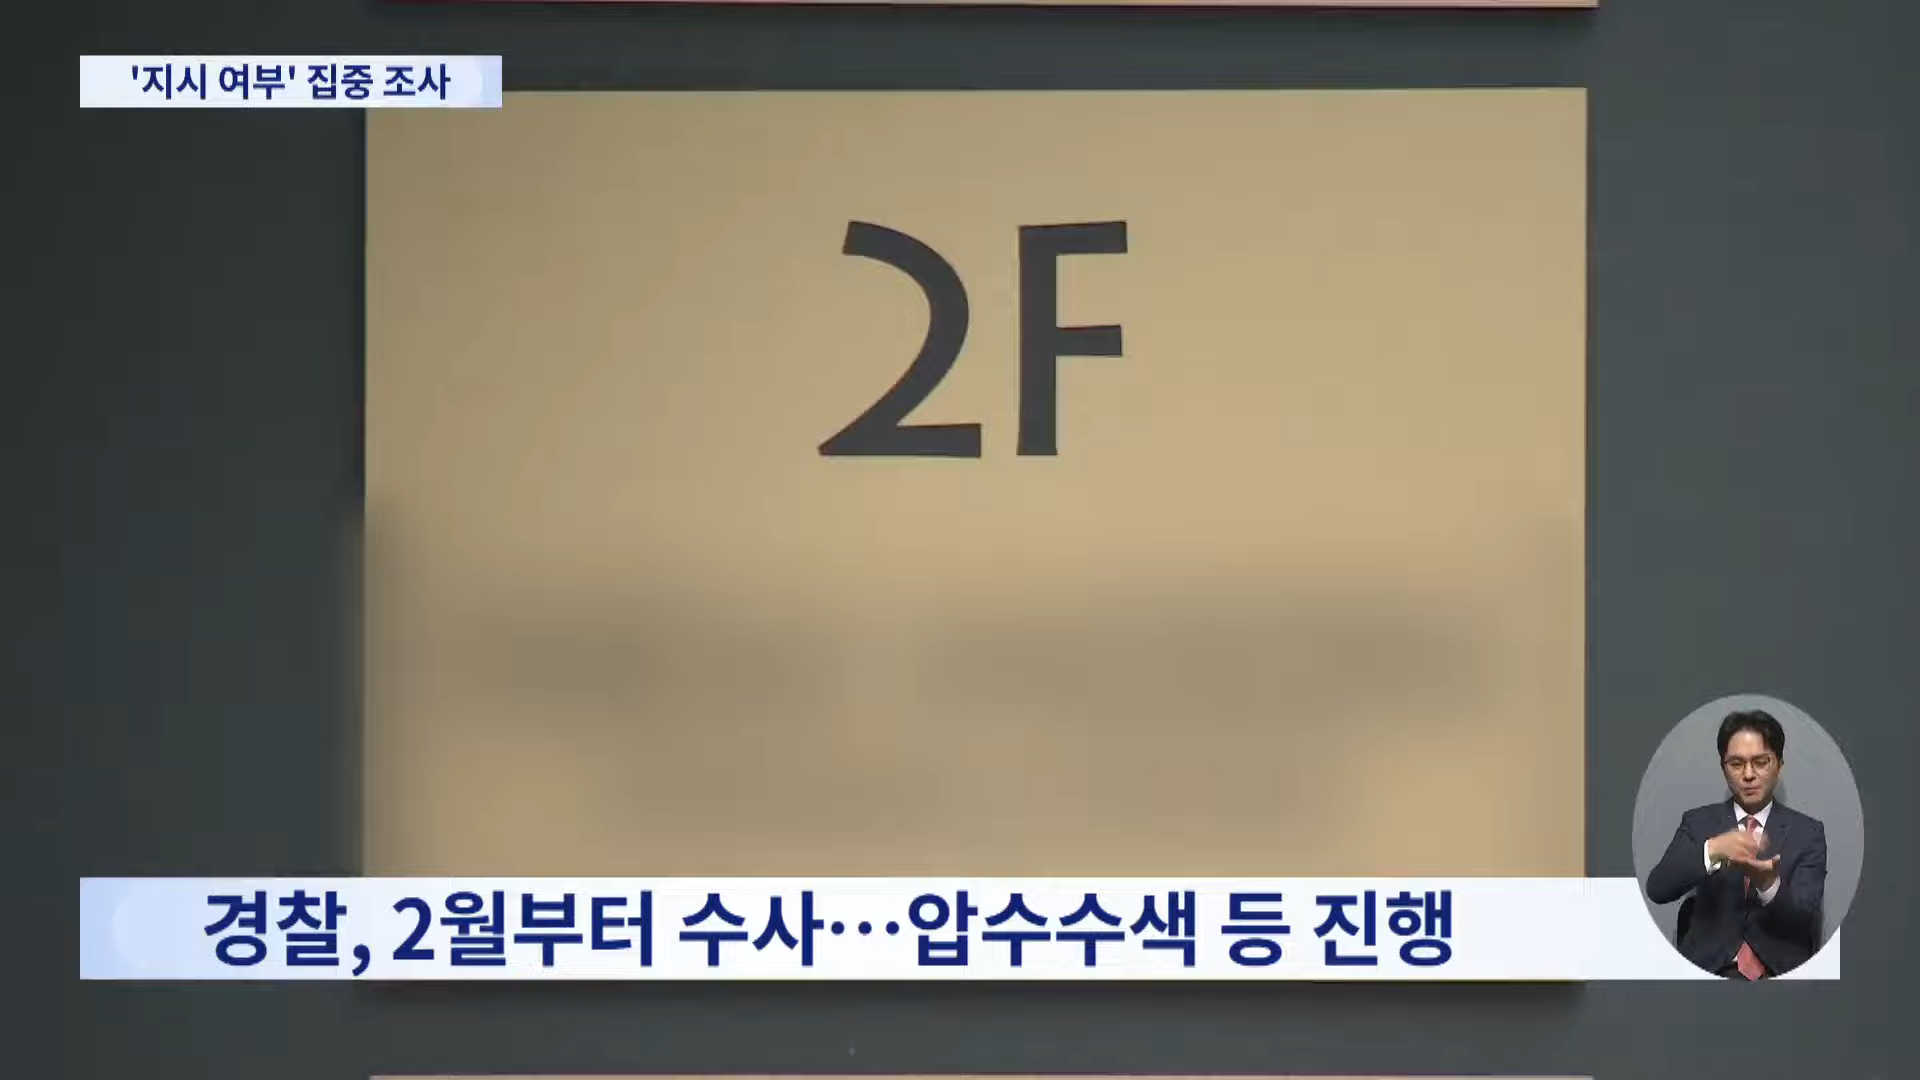 '지시 여부' 집중 조사
2F
경찰, 2월부터 수사…압수수색 등 진행